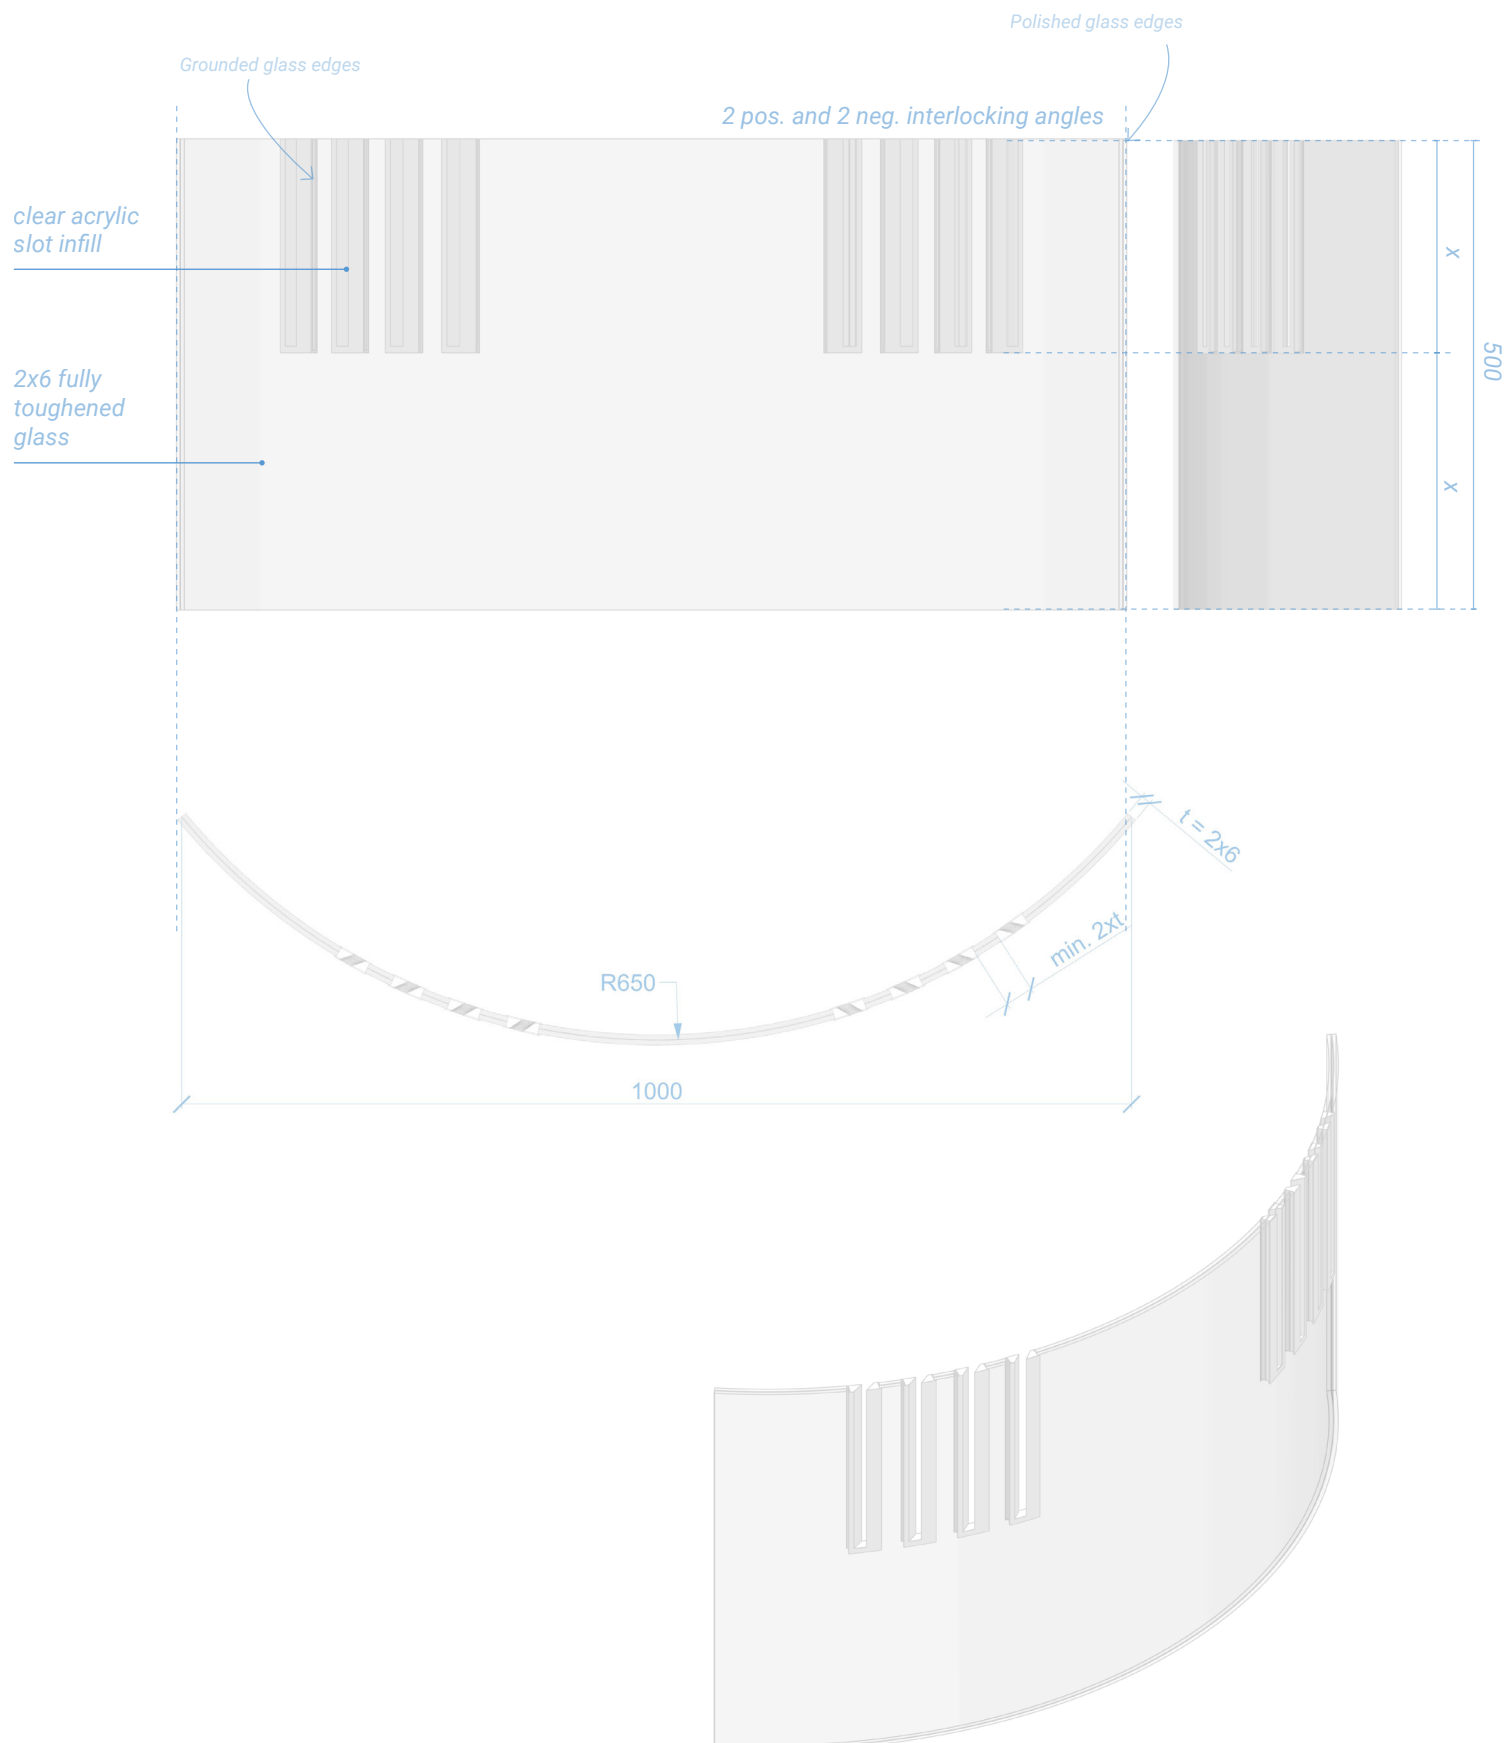 Polished glass edges
Grounded glass edges
2 pos. and 2 neg. interlocking angles
clear acrylic
slot infill
x
500
2x6 fully
toughened
glass
x
t = 2x6
min. 2xt
R650
1000